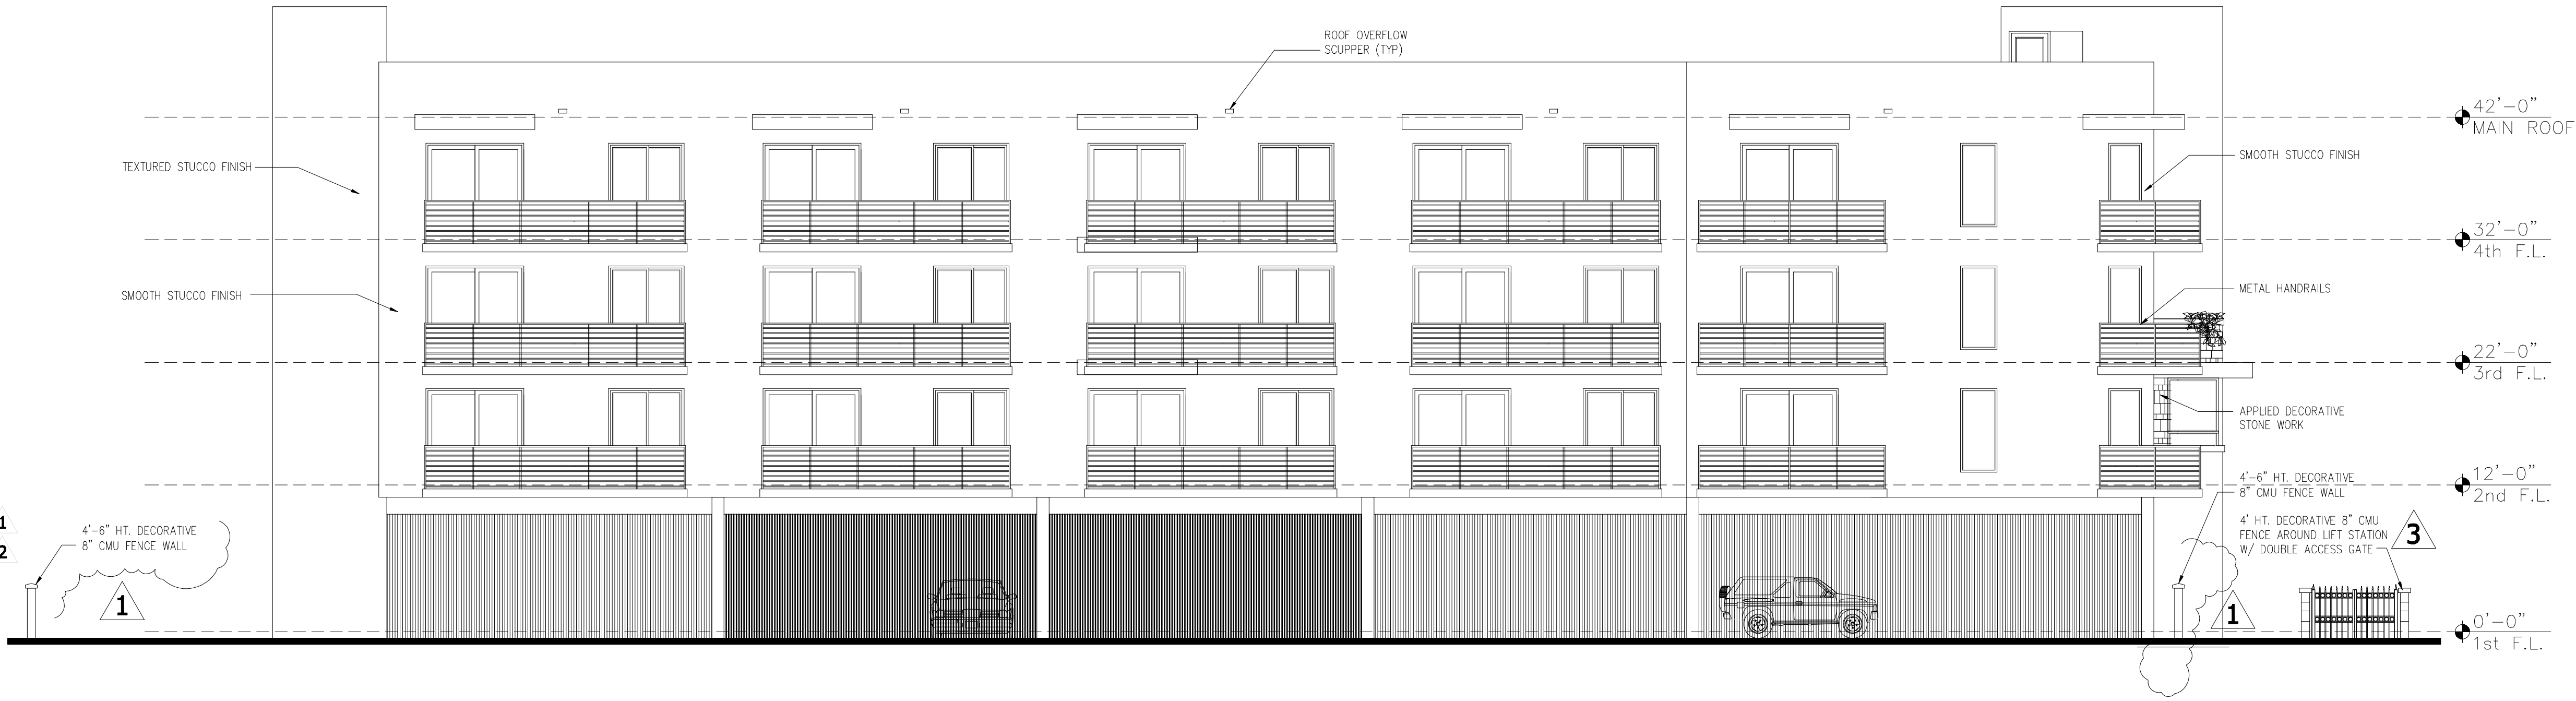 ROOF OVERFLOW
SCUPPER (TYP)
42'-0"
MAIN ROOF
TEXTURED STUCCO FINISH
SMOOTH STUCCO FINISH
32'-0"
4th F.L.
SMOOTH STUCCO FINISH
METAL HANDRAILS
22'-0"
3rd F.L.
APPLIED DECORATIVE
STONE WORK
12'-0"
2nd F.L.
4'-6" HT. DECORATIVE
8" CMU FENCE WALL
4' HT. DECORATIVE 8" CMU
FENCE AROUND LIFT STATION
W/ DOUBLE ACCESS GATE
3
1
2
4'-6" HT. DECORATIVE
8" CMU FENCE WALL
1
1
0'-0"
1st F.L.